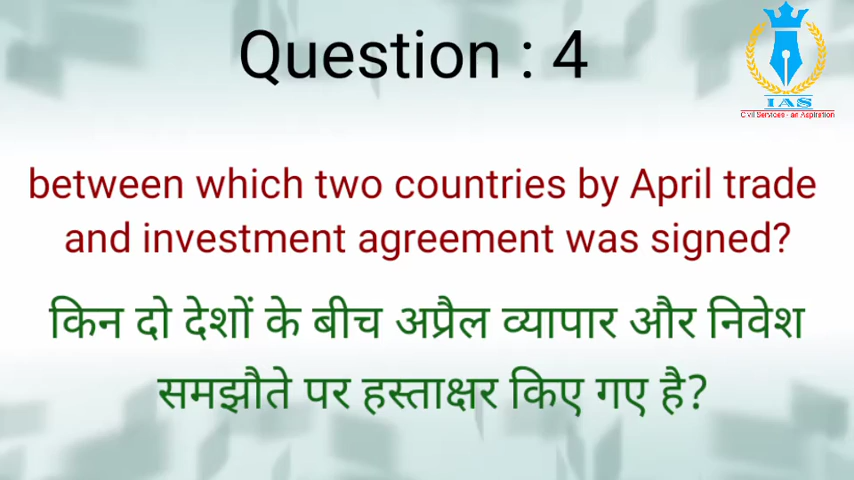 Question : 4
IAS
Civil Services - an Aspiration
between which two countries by April trade
and investment agreement was signed?
किन दो देशों के बीच अप्रैल व्यापार और निवेश
समझौते पर हस्ताक्षर किए गए है?